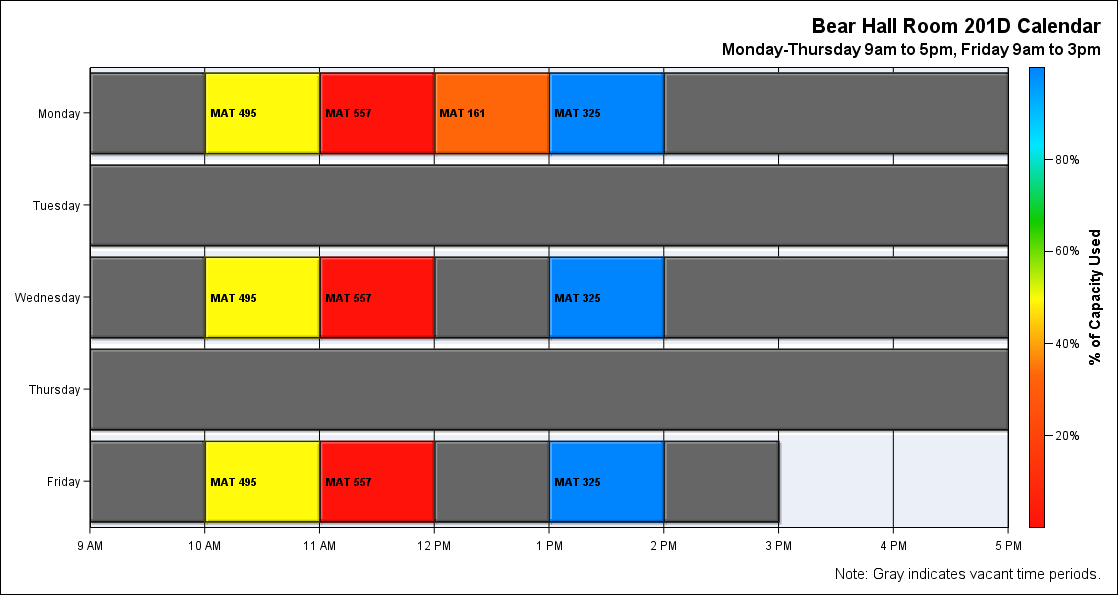 Bear Hall Room 201D Calendar
Monday-Thursday 9am to 5pm, Friday 9am to 3pm
Monday
MAT 495
MAT 557
MAT 161
MAT 325
Tuesday
Wednesday
MAT 495
MAT 557
MAT 325
Thursday
Friday
MAT 495
MAT 557
MAT 325
9 AM
10 AM
11 AM
12 PM
1 PM
2 PM
3 PM
4 PM
5 PM
80%
60%
40%
20%
% of Capacity Used
Note: Gray indicates vacant time periods.